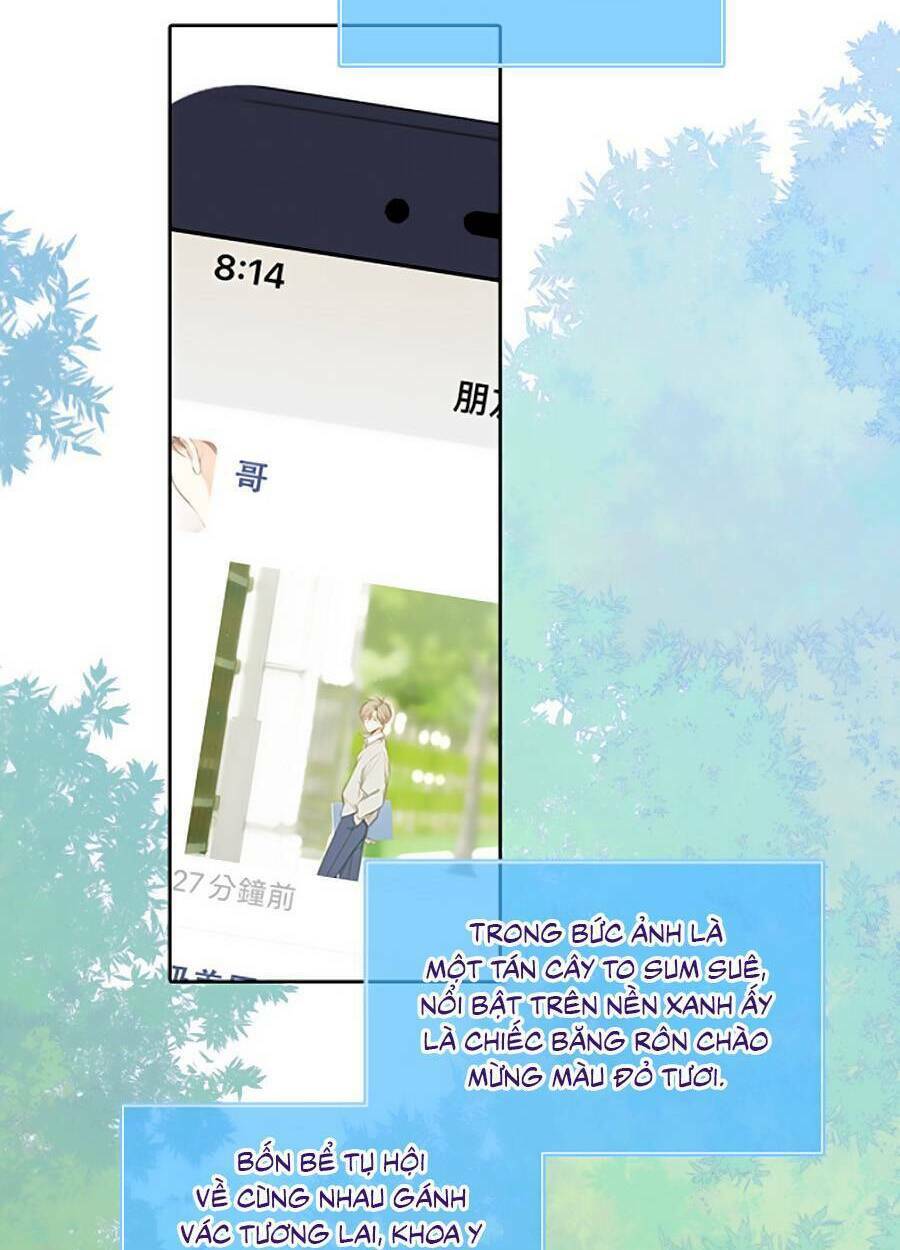 8:14
朋
哥
27分鐘前
TRONG BỨC ẢNH LÀ
MỘT TÁN CÂY TO SUM SUÊ,
NỔI BẬT TRÊN NỀN XANH ẤY
LÀ CHIẾC BĂNG RÔN CHÀO
MỪNG MÀU ĐỎ TƯƠI.
BỐN BỂ TỤ HỘI
VỀ CÙNG NHAU GÁNH
VÁC TƯƠNG LAI, KHOA Y